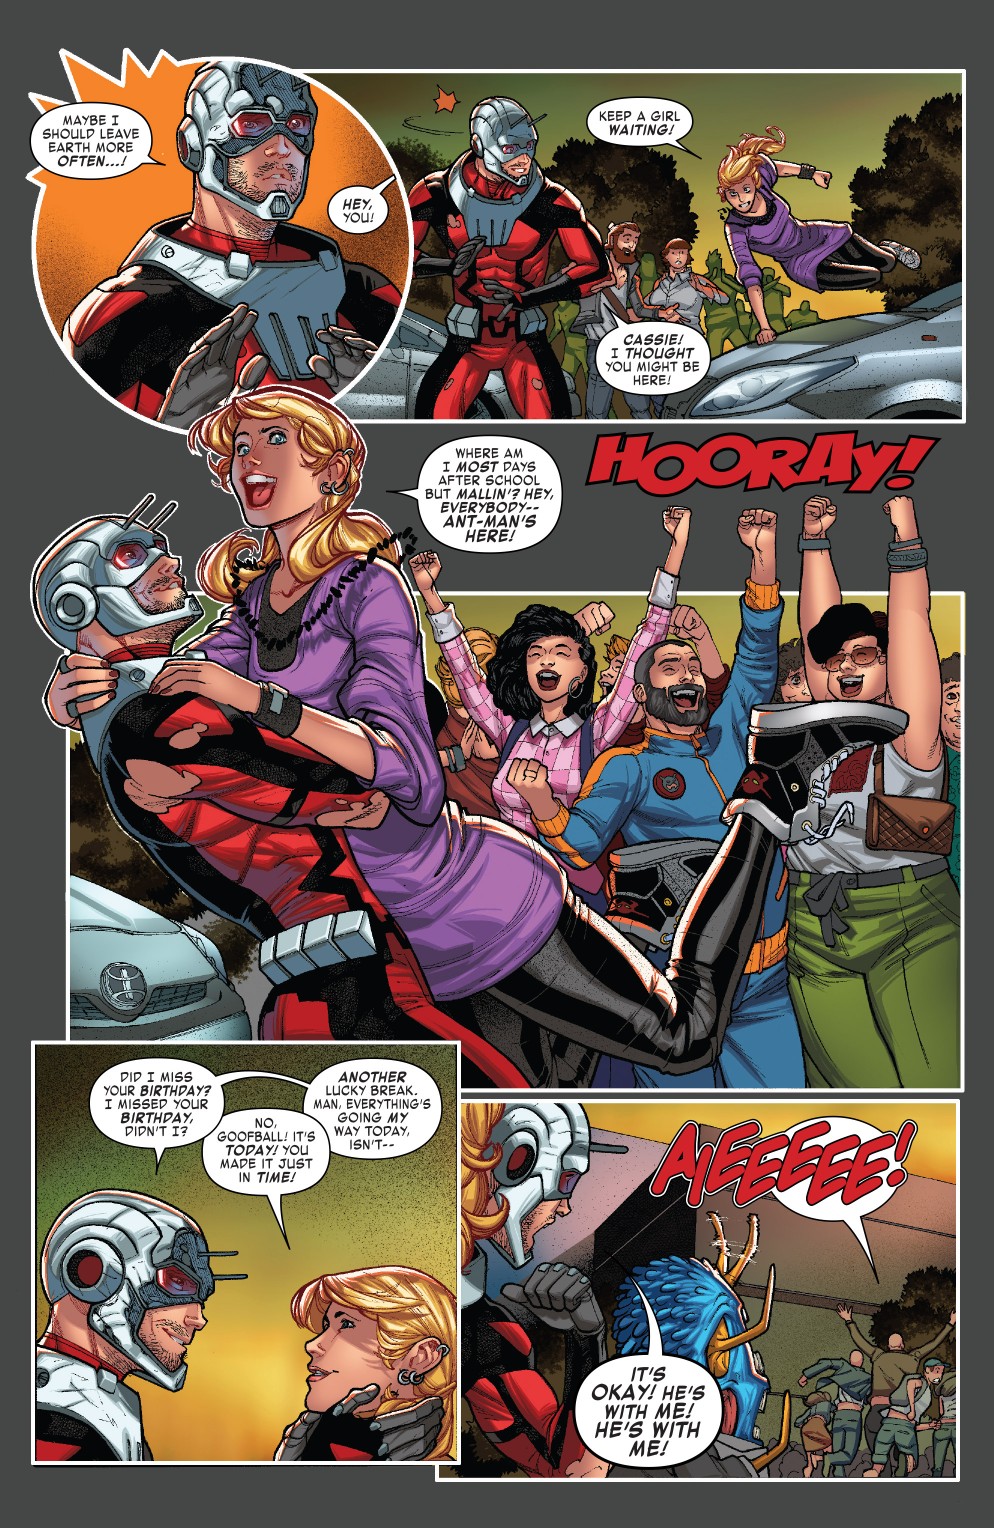 MAYBE I
SHOULD LEAVE
EARTH MORE
OFTEN...!
HEY,
YOU!
KEEP A GIRL
WAITING!
CASSIE!
I THOUGHT
YOU MIGHT BE
HERE!
WHERE AM
I MOST DAYS
AFTER SCHOOL
BUT MALLIN'? HEY,
EVERYBODY--
ANT-MAN'S
HERE!
HOORAY!
DID I MISS
YOUR BIRTHDAY?
I MISSED YOUR
BIRTHDAY,
DIDN'T I?
NO,
GOOFBALL! IT'S
TODAY! YOU
MADE IT JUST
IN TIME!
ANOTHER
LUCKY BREAK.
MAN, EVERYTHING'S
GOING MY
WAY TODAY,
ISN'T--
AIEEEEEE!
IT'S
OKAY! HE'S
WITH ME!
HE'S WITH
ME!